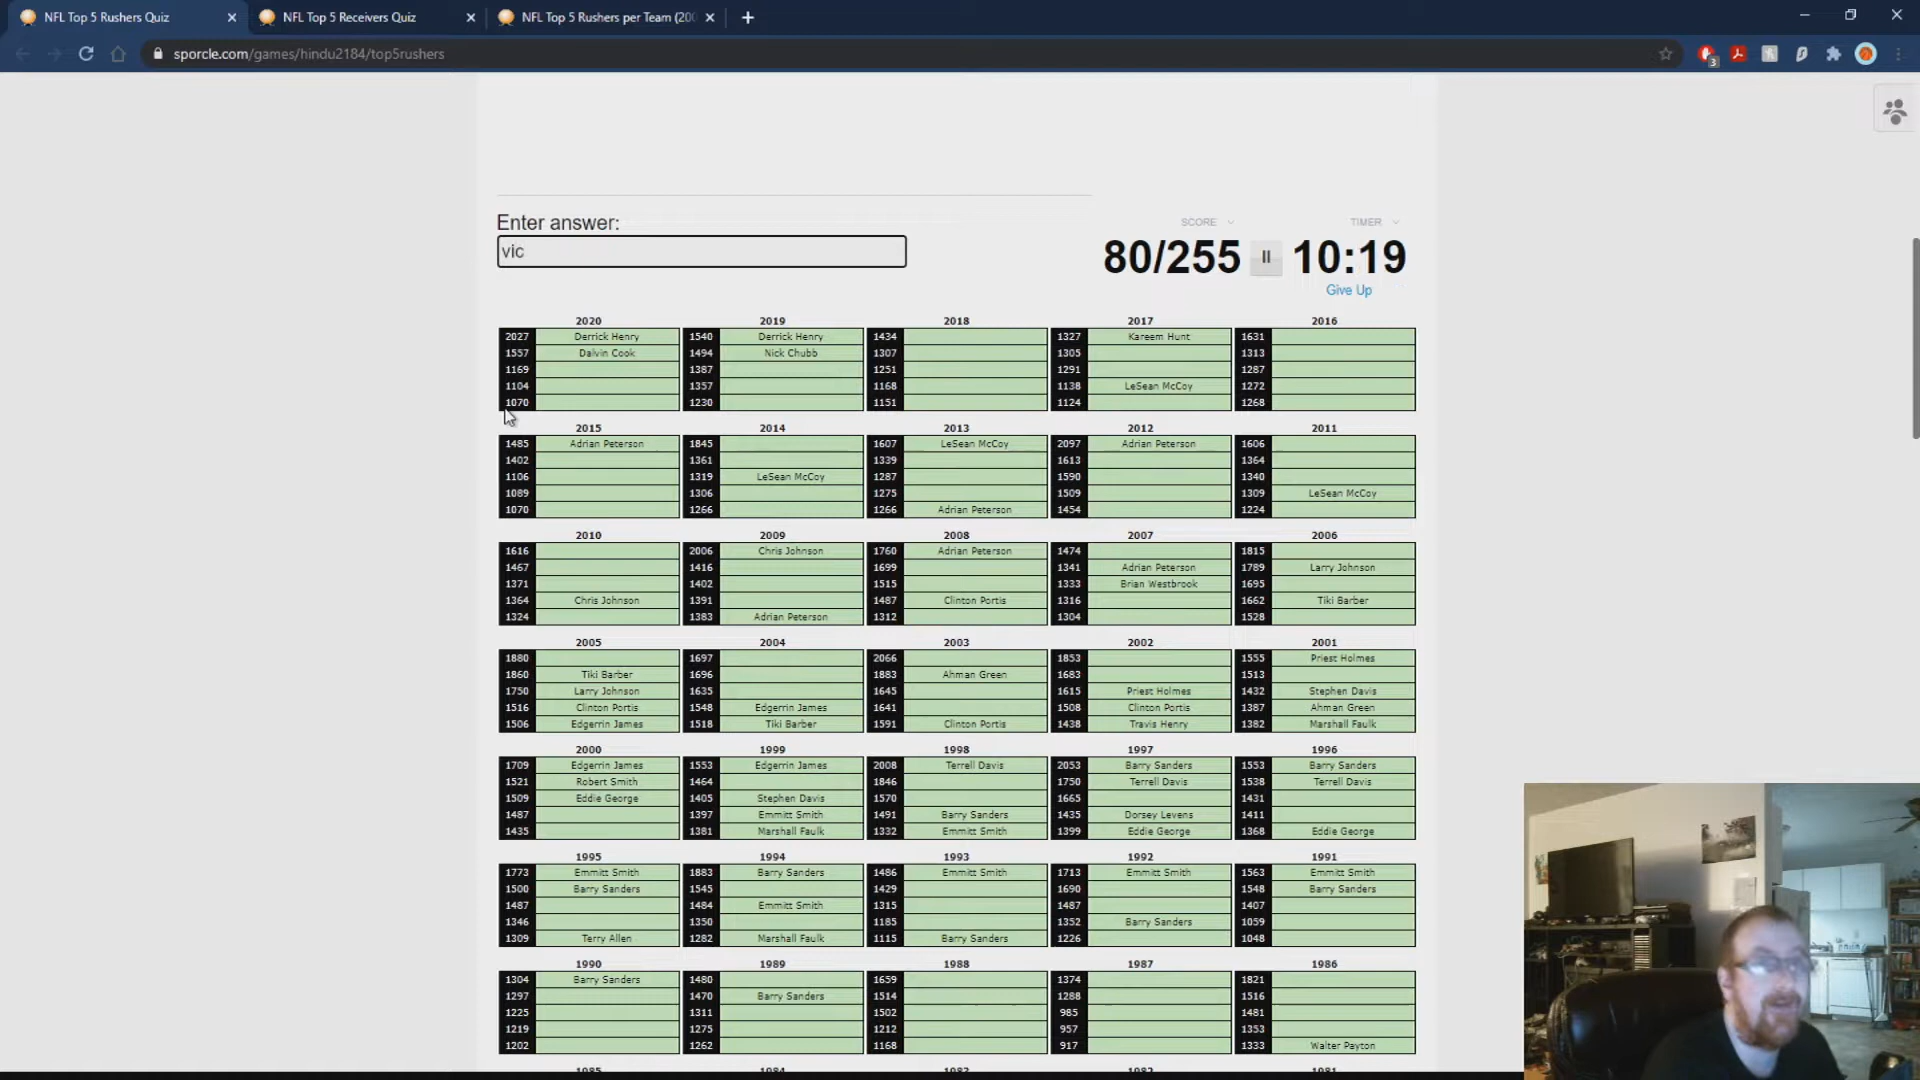 NFL Top 5 Rushers Quiz
NFL Top 5 Receivers Quiz
NFL Top 5 Rushers per Team (200
sporcle.com/games/hindu2184/top5rushers
3
Enter answer:
vic
SCORE
TIMER
80/255
10:19
Give Up
2020 2019 2018 2017 2016
2027 Derrick Henry 1540 Derrick Henry 1434 1327 Kareem Hunt 1631
1557 Dalvin Cook 1494 Nick Chubb 1307 1305 1313
1169 1387 1251 1291 1287
1104 1357 1168 1138 LeSean McCoy 1272
1070 1230 1151 1124 1268
2015 2014 2013 2012 2011
1485 Adrian Peterson 1845 1607 LeSean McCoy 2097 Adrian Peterson 1606
1402 1361 1339 1613 1364
1106 1319 LeSean McCoy 1287 1590 1340
1089 1306 1275 1509 1309 LeSean McCoy
1070 1266 1266 Adrian Peterson 1454 1224
2010 2009 2008 2007 2006
1616 2006 Chris Johnson 1760 Adrian Peterson 1474 1815
1467 1416 1699 1341 Adrian Peterson 1789 Larry Johnson
1371 1402 1515 1333 Brian Westbrook 1695
1364 Chris Johnson 1391 1487 Clinton Portis 1316 1662 Tiki Barber
1324 1383 Adrian Peterson 1312 1304 1528
2005 2004 2003 2002 2001
1880 1697 2066 1853 1555 Priest Holmes
1860 Tiki Barber 1696 1883 Ahman Green 1683 1513
1750 Larry Johnson 1635 1645 1615 Priest Holmes 1432 Stephen Davis
1516 Clinton Portis 1548 Edgerrin James 1641 1508 Clinton Portis 1387 Ahman Green
1506 Edgerrin James 1518 Tiki Barber 1591 Clinton Portis 1438 Travis Henry 1382 Marshall Faulk
2000 1999 1998 1997 1996
1709 Edgerrin James 1553 Edgerrin James 2008 Terrell Davis 2053 Barry Sanders 1553 Barry Sanders
1521 Robert Smith 1464 1846 1750 Terrell Davis 1538 Terrell Davis
1509 Eddie George 1405 Stephen Davis 1570 1665 1431
1487 1397 Emmitt Smith 1491 Barry Sanders 1435 Dorsey Levens 1411
1435 1381 Marshall Faulk 1332 Emmitt Smith 1399 Eddie George 1368 Eddie George
1995 1994 1993 1992 1991
1773 Emmitt Smith 1883 Barry Sanders 1486 Emmitt Smith 1713 Emmitt Smith 1563 Emmitt Smith
1500 Barry Sanders 1545 1429 1690 1548 Barry Sanders
1487 1484 Emmitt Smith 1315 1487 1407
1346 1350 1185 1352 Barry Sanders 1059
1309 Terry Allen 1282 Marshall Faulk 1115 Barry Sanders 1226 1048
1990 1989 1988 1987 1986
1304 Barry Sanders 1480 1659 1374 1821
1297 1470 Barry Sanders 1514 1288 1516
1225 1311 1502 985 1481
1219 1275 1212 957 1353
1202 1262 1168 917 1333 Walter Payton